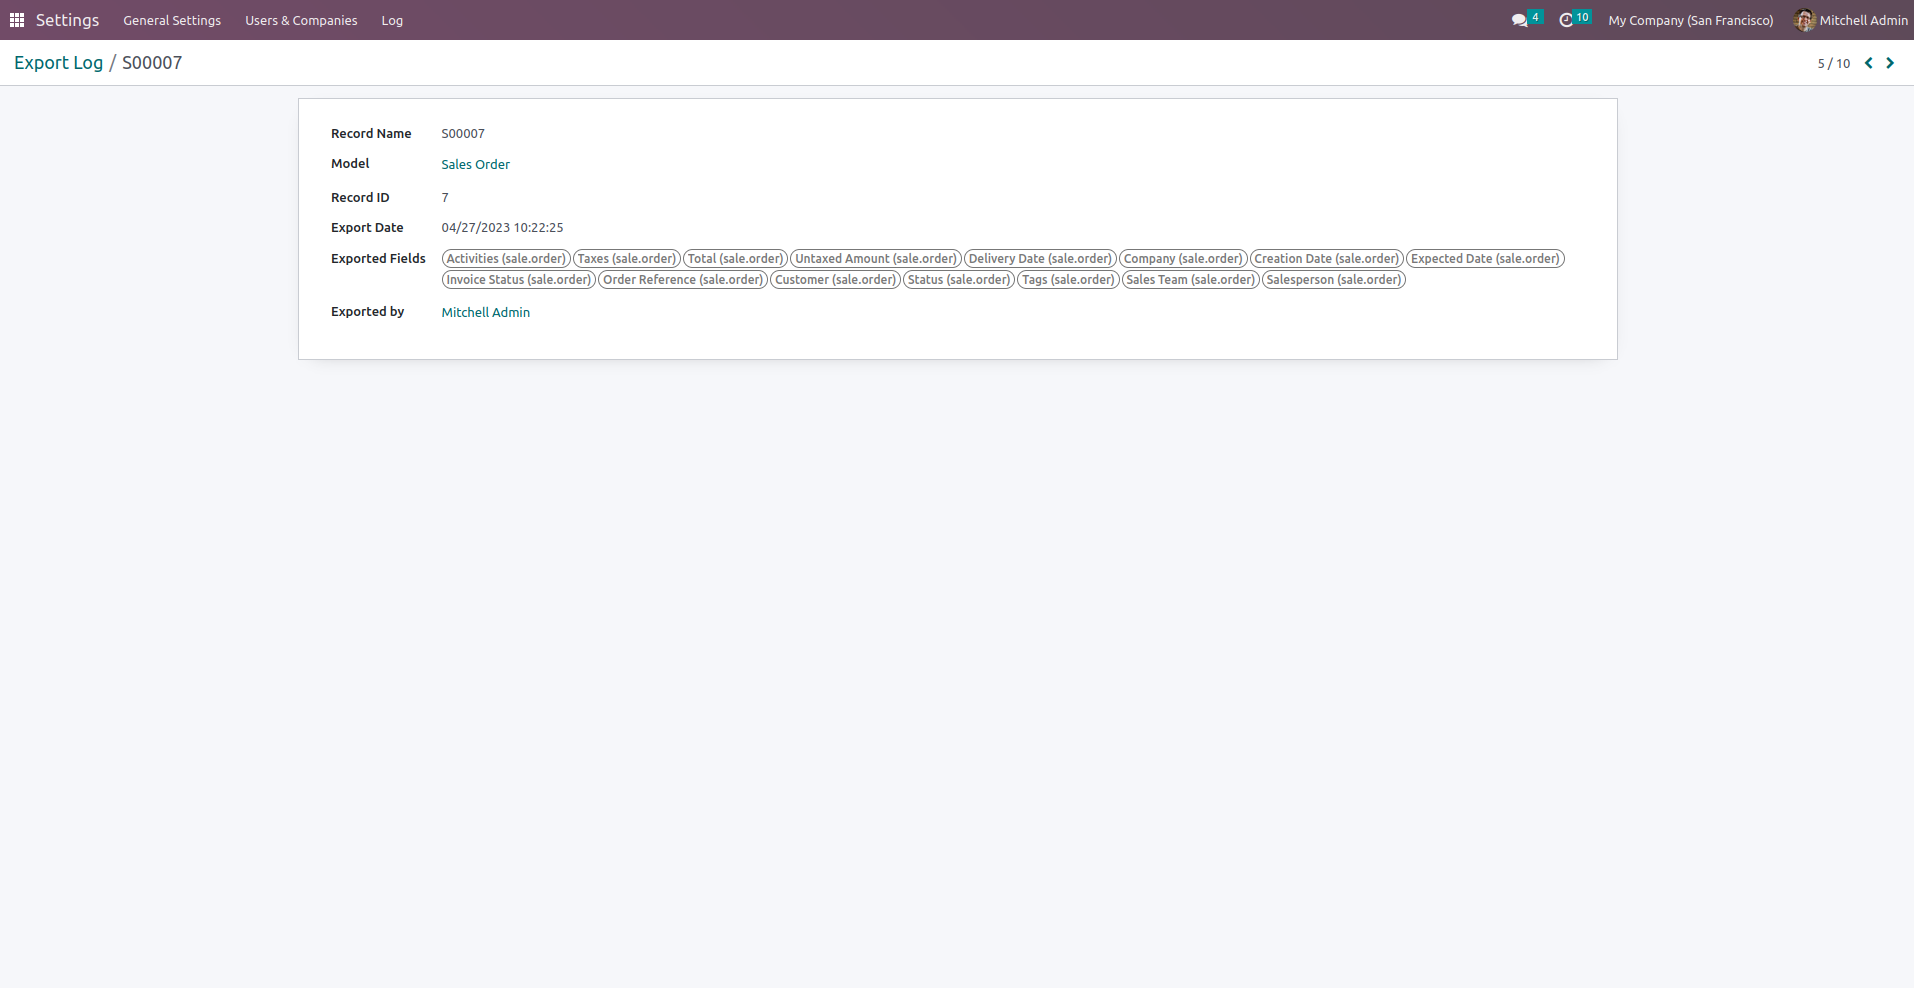 Settings General Settings Users & Companies Log 4 10 My Company (San Francisco) Mitchell Admin
Export Log / S00007 5 / 10
Record Name S00007
Model Sales Order
Record ID 7
Export Date 04/27/2023 10:22:25
Exported Fields Activities (sale.order) Taxes (sale.order) Total (sale.order) Untaxed Amount (sale.order) Delivery Date (sale.order) Company (sale.order) Creation Date (sale.order) Expected Date (sale.order)
Invoice Status (sale.order) Order Reference (sale.order) Customer (sale.order) Status (sale.order) Tags (sale.order) Sales Team (sale.order) Salesperson (sale.order)
Exported by Mitchell Admin